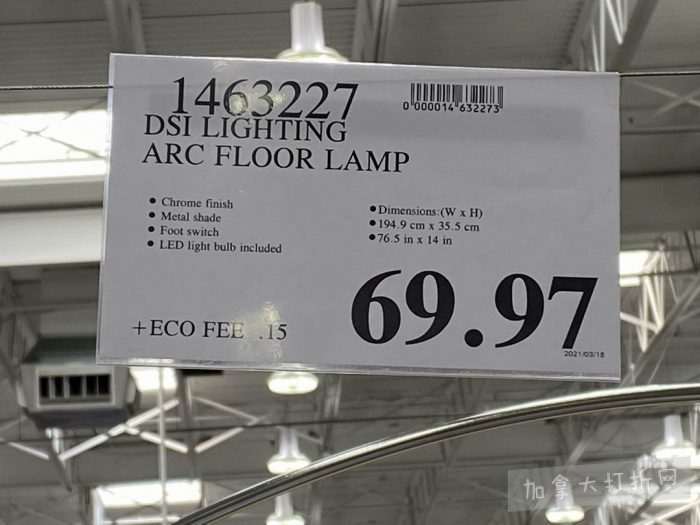 1463227
0 000014 632273
DSI LIGHTING
ARC FLOOR LAMP
• Chrome finish
• Metal shade
• Foot switch
• LED light bulb included
• Dimensions:(W x H)
• 194.9 cm x 35.5 cm
• 76.5 in x 14 in
69.97
+ECO FEE .15
2021/03/18
加拿大打折网